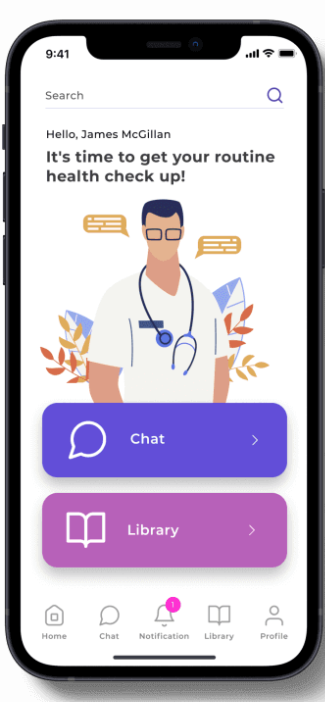 9:41
Search
Hello, James McGillan
It's time to get your routine
health check up!
Chat
Library
1
Home Chat Notification Library Profile